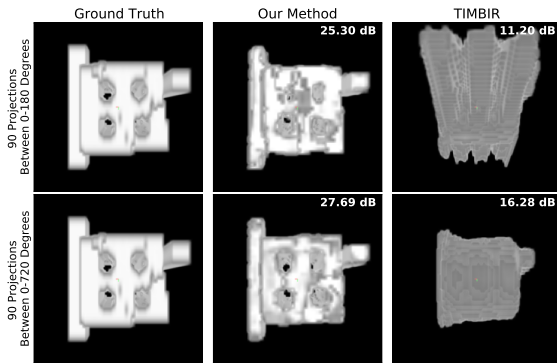 Ground Truth
Our Method
TIMBIR
90 Projections
Between 0-180 Degrees
25.30 dB
11.20 dB
90 Projections
Between 0-720 Degrees
27.69 dB
16.28 dB